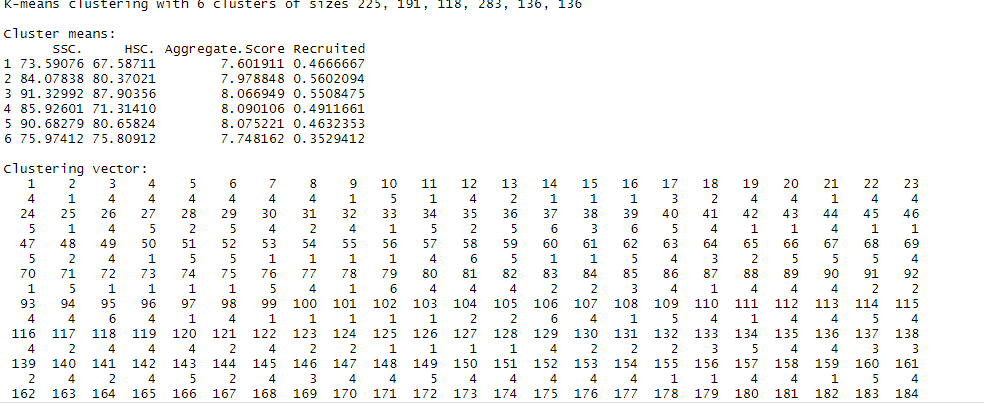 K-means clustering with 6 clusters of sizes 225, 191, 118, 283, 136, 136
Cluster means:
SSC. HSC. Aggregate.Score Recruited
1 73.59076 67.58711 7.601911 0.4666667
2 84.07838 80.37021 7.978848 0.5602094
3 91.32992 87.90356 8.066949 0.5508475
4 85.92601 71.31410 8.090106 0.4911661
5 90.68279 80.65824 8.075221 0.4632353
6 75.97412 75.80912 7.748162 0.3529412
Clustering vector:
1 2 3 4 5 6 7 8 9 10 11 12 13 14 15 16 17 18 19 20 21 22 23
4 1 4 4 4 4 4 4 1 5 1 4 2 1 1 1 3 2 4 4 1 4 4
24 25 26 27 28 29 30 31 32 33 34 35 36 37 38 39 40 41 42 43 44 45 46
5 1 4 5 2 5 4 2 4 1 5 2 5 6 3 6 5 4 1 1 4 1 1
47 48 49 50 51 52 53 54 55 56 57 58 59 60 61 62 63 64 65 66 67 68 69
5 2 4 1 5 5 1 1 1 1 4 6 5 1 1 5 4 3 2 5 5 5 4
70 71 72 73 74 75 76 77 78 79 80 81 82 83 84 85 86 87 88 89 90 91 92
1 5 1 1 1 1 5 4 1 6 4 4 4 2 2 3 4 1 4 4 4 2 2
93 94 95 96 97 98 99 100 101 102 103 104 105 106 107 108 109 110 111 112 113 114 115
4 4 6 4 1 4 1 1 1 1 1 2 2 6 4 1 5 4 1 4 4 5 4
116 117 118 119 120 121 122 123 124 125 126 127 128 129 130 131 132 133 134 135 136 137 138
4 2 4 4 4 2 4 2 2 1 1 1 1 4 2 2 2 3 5 4 4 3 3
139 140 141 142 143 144 145 146 147 148 149 150 151 152 153 154 155 156 157 158 159 160 161
2 4 2 4 5 2 4 3 4 4 5 4 4 4 4 4 1 1 4 4 1 5 4
162 163 164 165 166 167 168 169 170 171 172 173 174 175 176 177 178 179 180 181 182 183 184